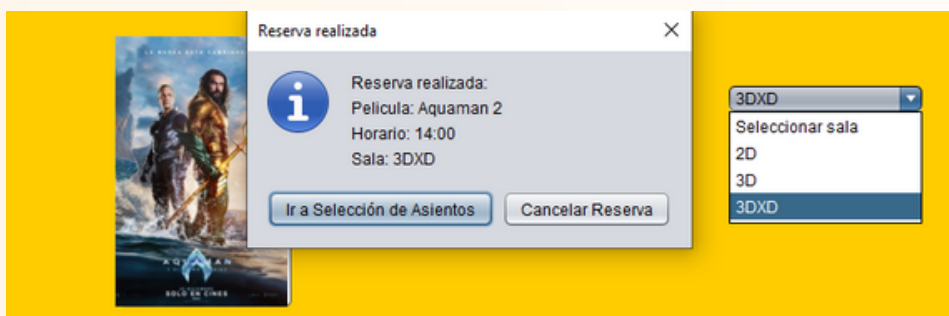 Reserva realizada
Reserva realizada:
Pelicula: Aquaman 2
Horario: 14:00
Sala: 3DXD
Ir a Selección de Asientos
Cancelar Reserva
3DXD
Seleccionar sala
2D
3D
3DXD
AQUAMAN
SOLO EN CINES